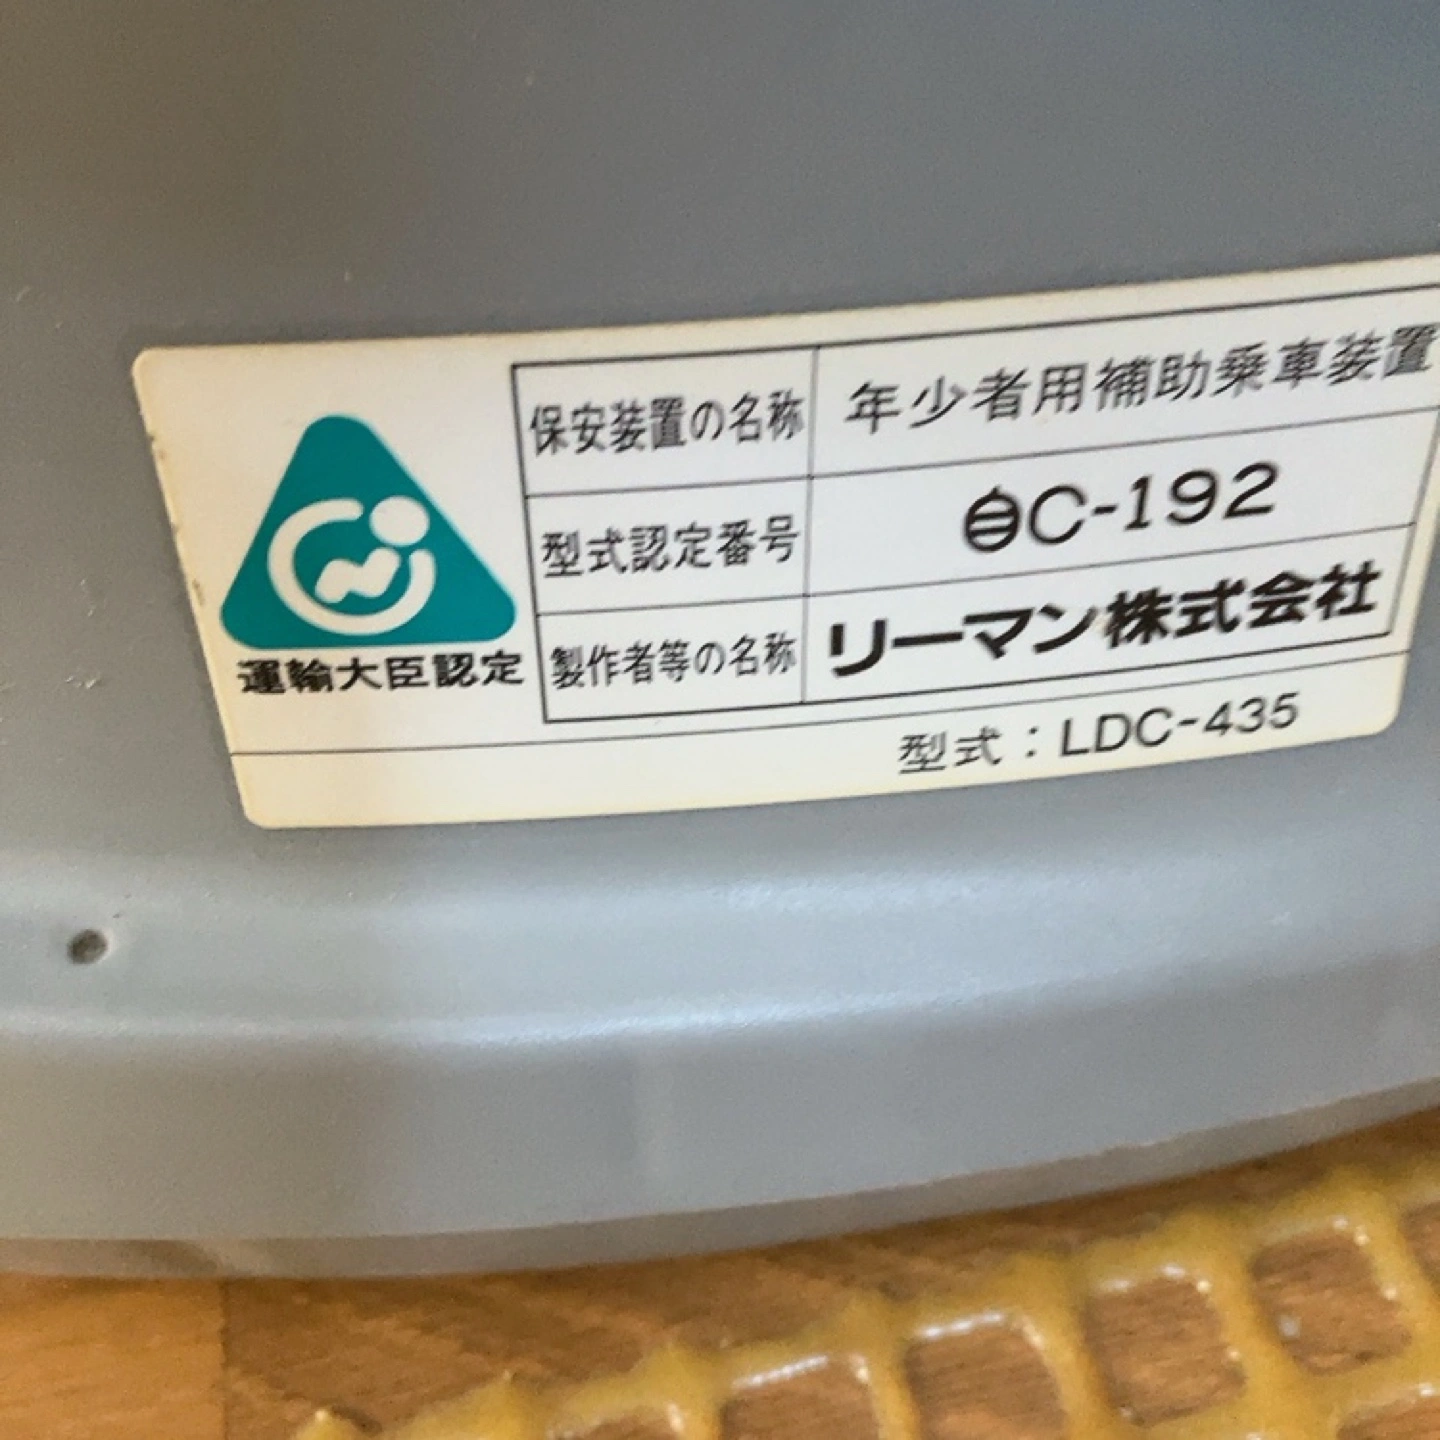 保安装置の名称 年少者用補助乗車装置
型式認定番号 自C-192
製作者等の名称 リーマン株式会社
運輸大臣認定
型式：LDC-435